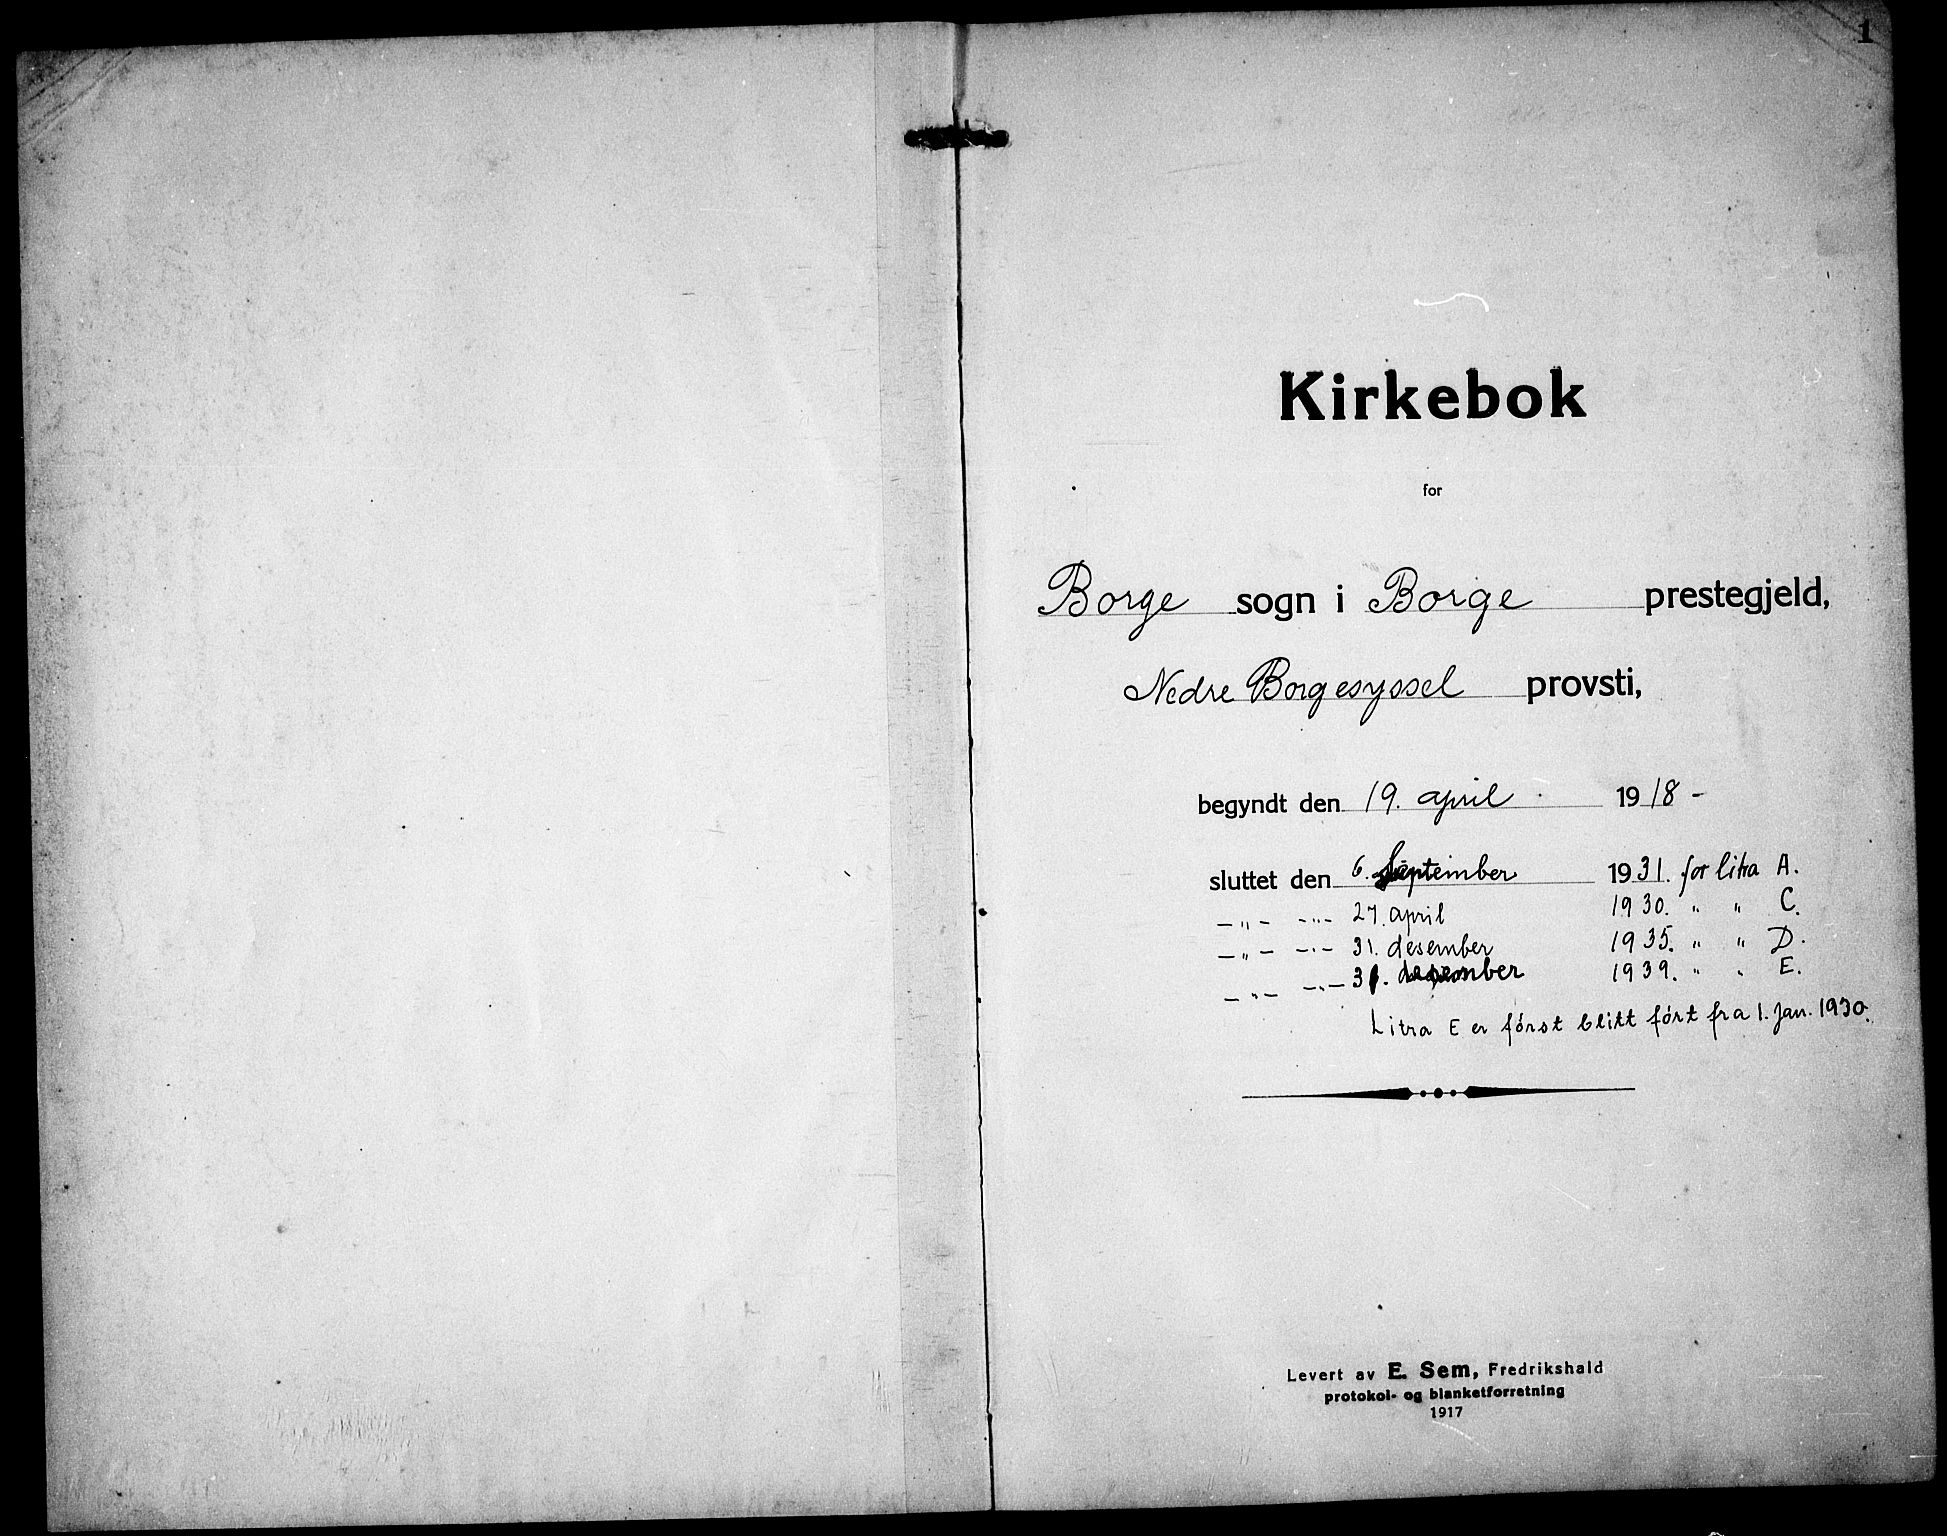 1
Kirkebok
for
Borge sogn i Borge prestegjeld,
Nedre Borgesyssel provsti,
begyndt den 19. april 1918 -
sluttet den 6. September 1931. for litra A.
— „ — — „ — 27. april 1930. „ „ C.
— „ — — „ — 31. desember 1935. „ „ D.
— „ — — „ — 31. desember 1939. „ „ E.
Litra E er først blitt ført fra 1. jan. 1930.
Levert av E. Sem, Fredrikshald
protokol- og blanketforretning
1917